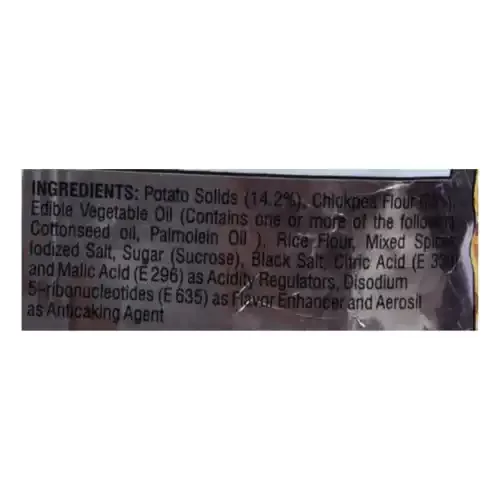 INGREDIENTS: Potato Solids (14.2%), Chickpea Flour
Edible Vegetable Oil (Contains one or more of the
Cottonseed oil, Palmolein Oil ), Rice Flour, Mixed
Iodized Salt, Sugar (Sucrose), Black Salt, Citric Acid (E
and Malic Acid (E 296) as Acidity Regulators, Disodium
5-ribonucleotides (E 635) as Flavor Enhancer and Aerosil
as Anticaking Agent